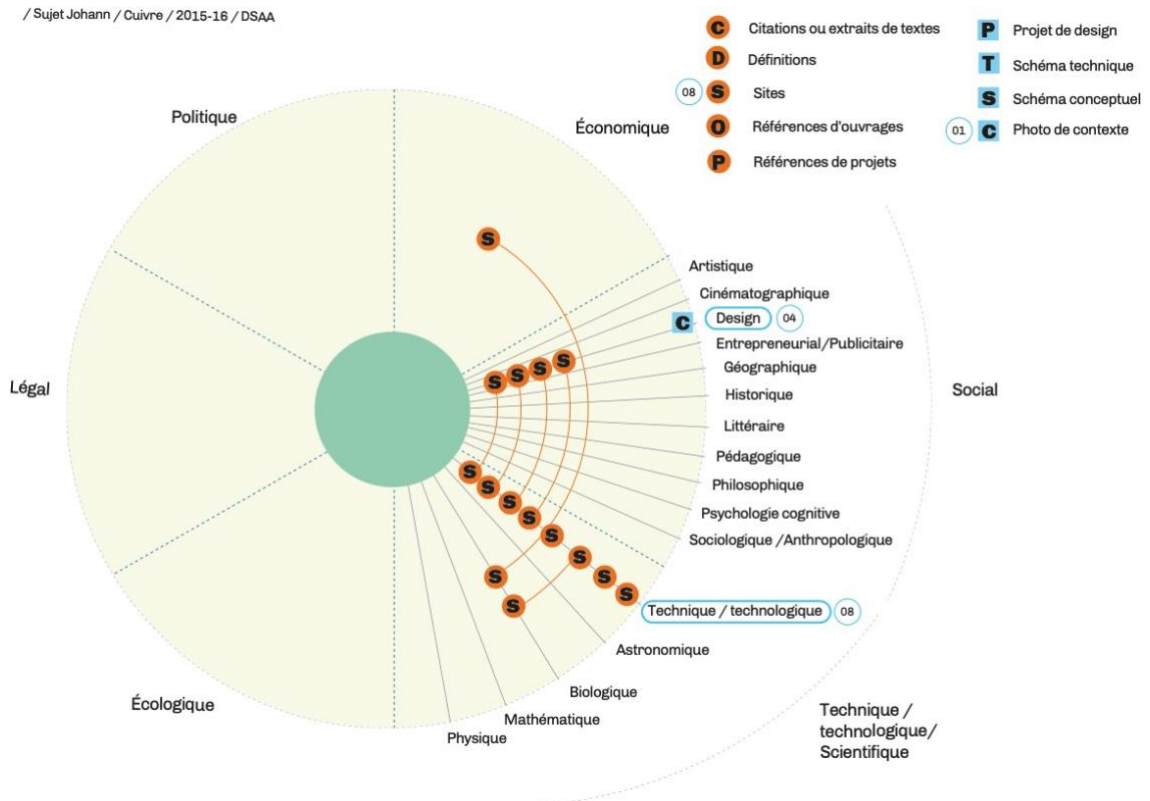 / Sujet Johann / Cuivre / 2015-16 / DSAA
C Citations ou extraits de textes
D Définitions
08 S Sites
O Références d'ouvrages
P Références de projets
P Projet de design
T Schéma technique
S Schéma conceptuel
01 C Photo de contexte
Politique
Économique
S
Artistique
Cinématographique
C Design 04
Entrepreneurial/Publicitaire
Géographique
Historique
Littéraire
Pédagogique
Philosophique
Psychologie cognitive
Sociologique /Anthropologique
Social
Légal
S S S S
S
S
S
S
S
S
S
S
S
S
Technique / technologique 08
Astronomique
Biologique
Mathématique
Physique
Écologique
Technique /
technologique/
Scientifique